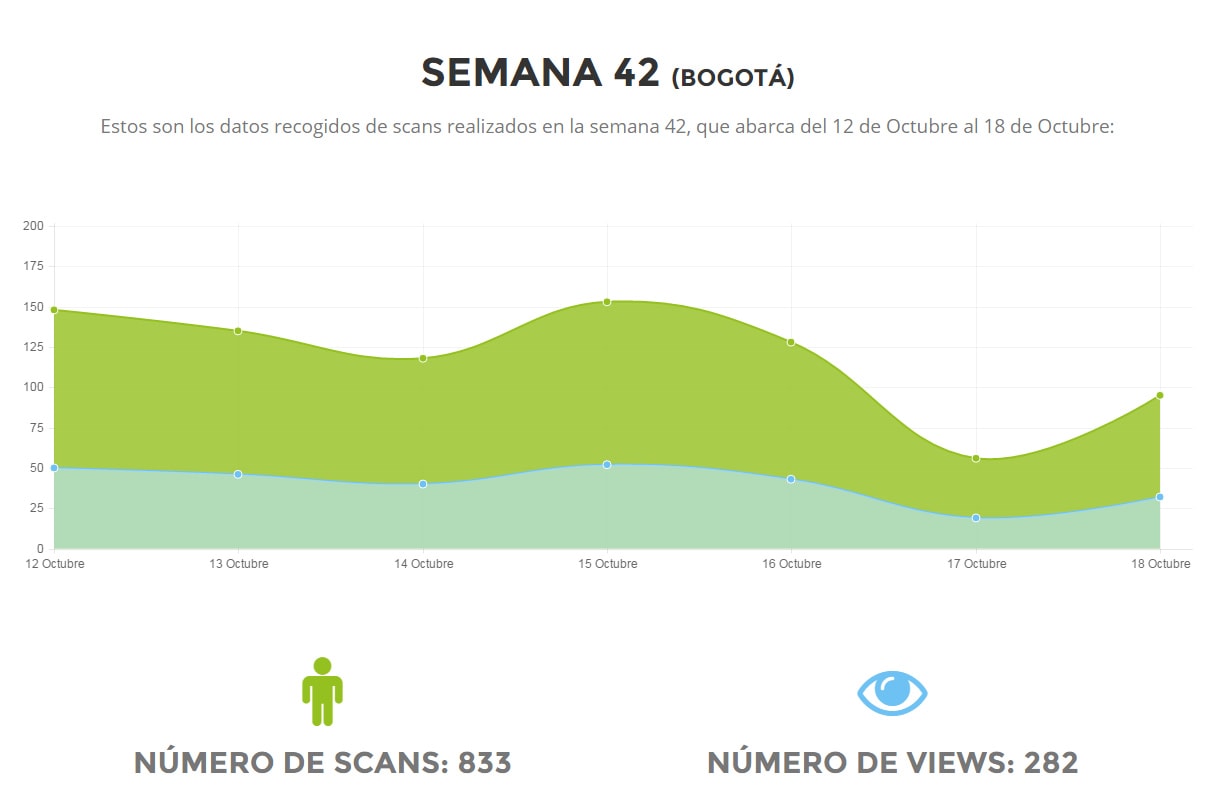 SEMANA 42 (BOGOTÁ)
Estos son los datos recogidos de scans realizados en la semana 42, que abarca del 12 de Octubre al 18 de Octubre:
200
175
150
125
100
75
50
25
0
12 Octubre 13 Octubre 14 Octubre 15 Octubre 16 Octubre 17 Octubre 18 Octubre
NÚMERO DE SCANS: 833 NÚMERO DE VIEWS: 282